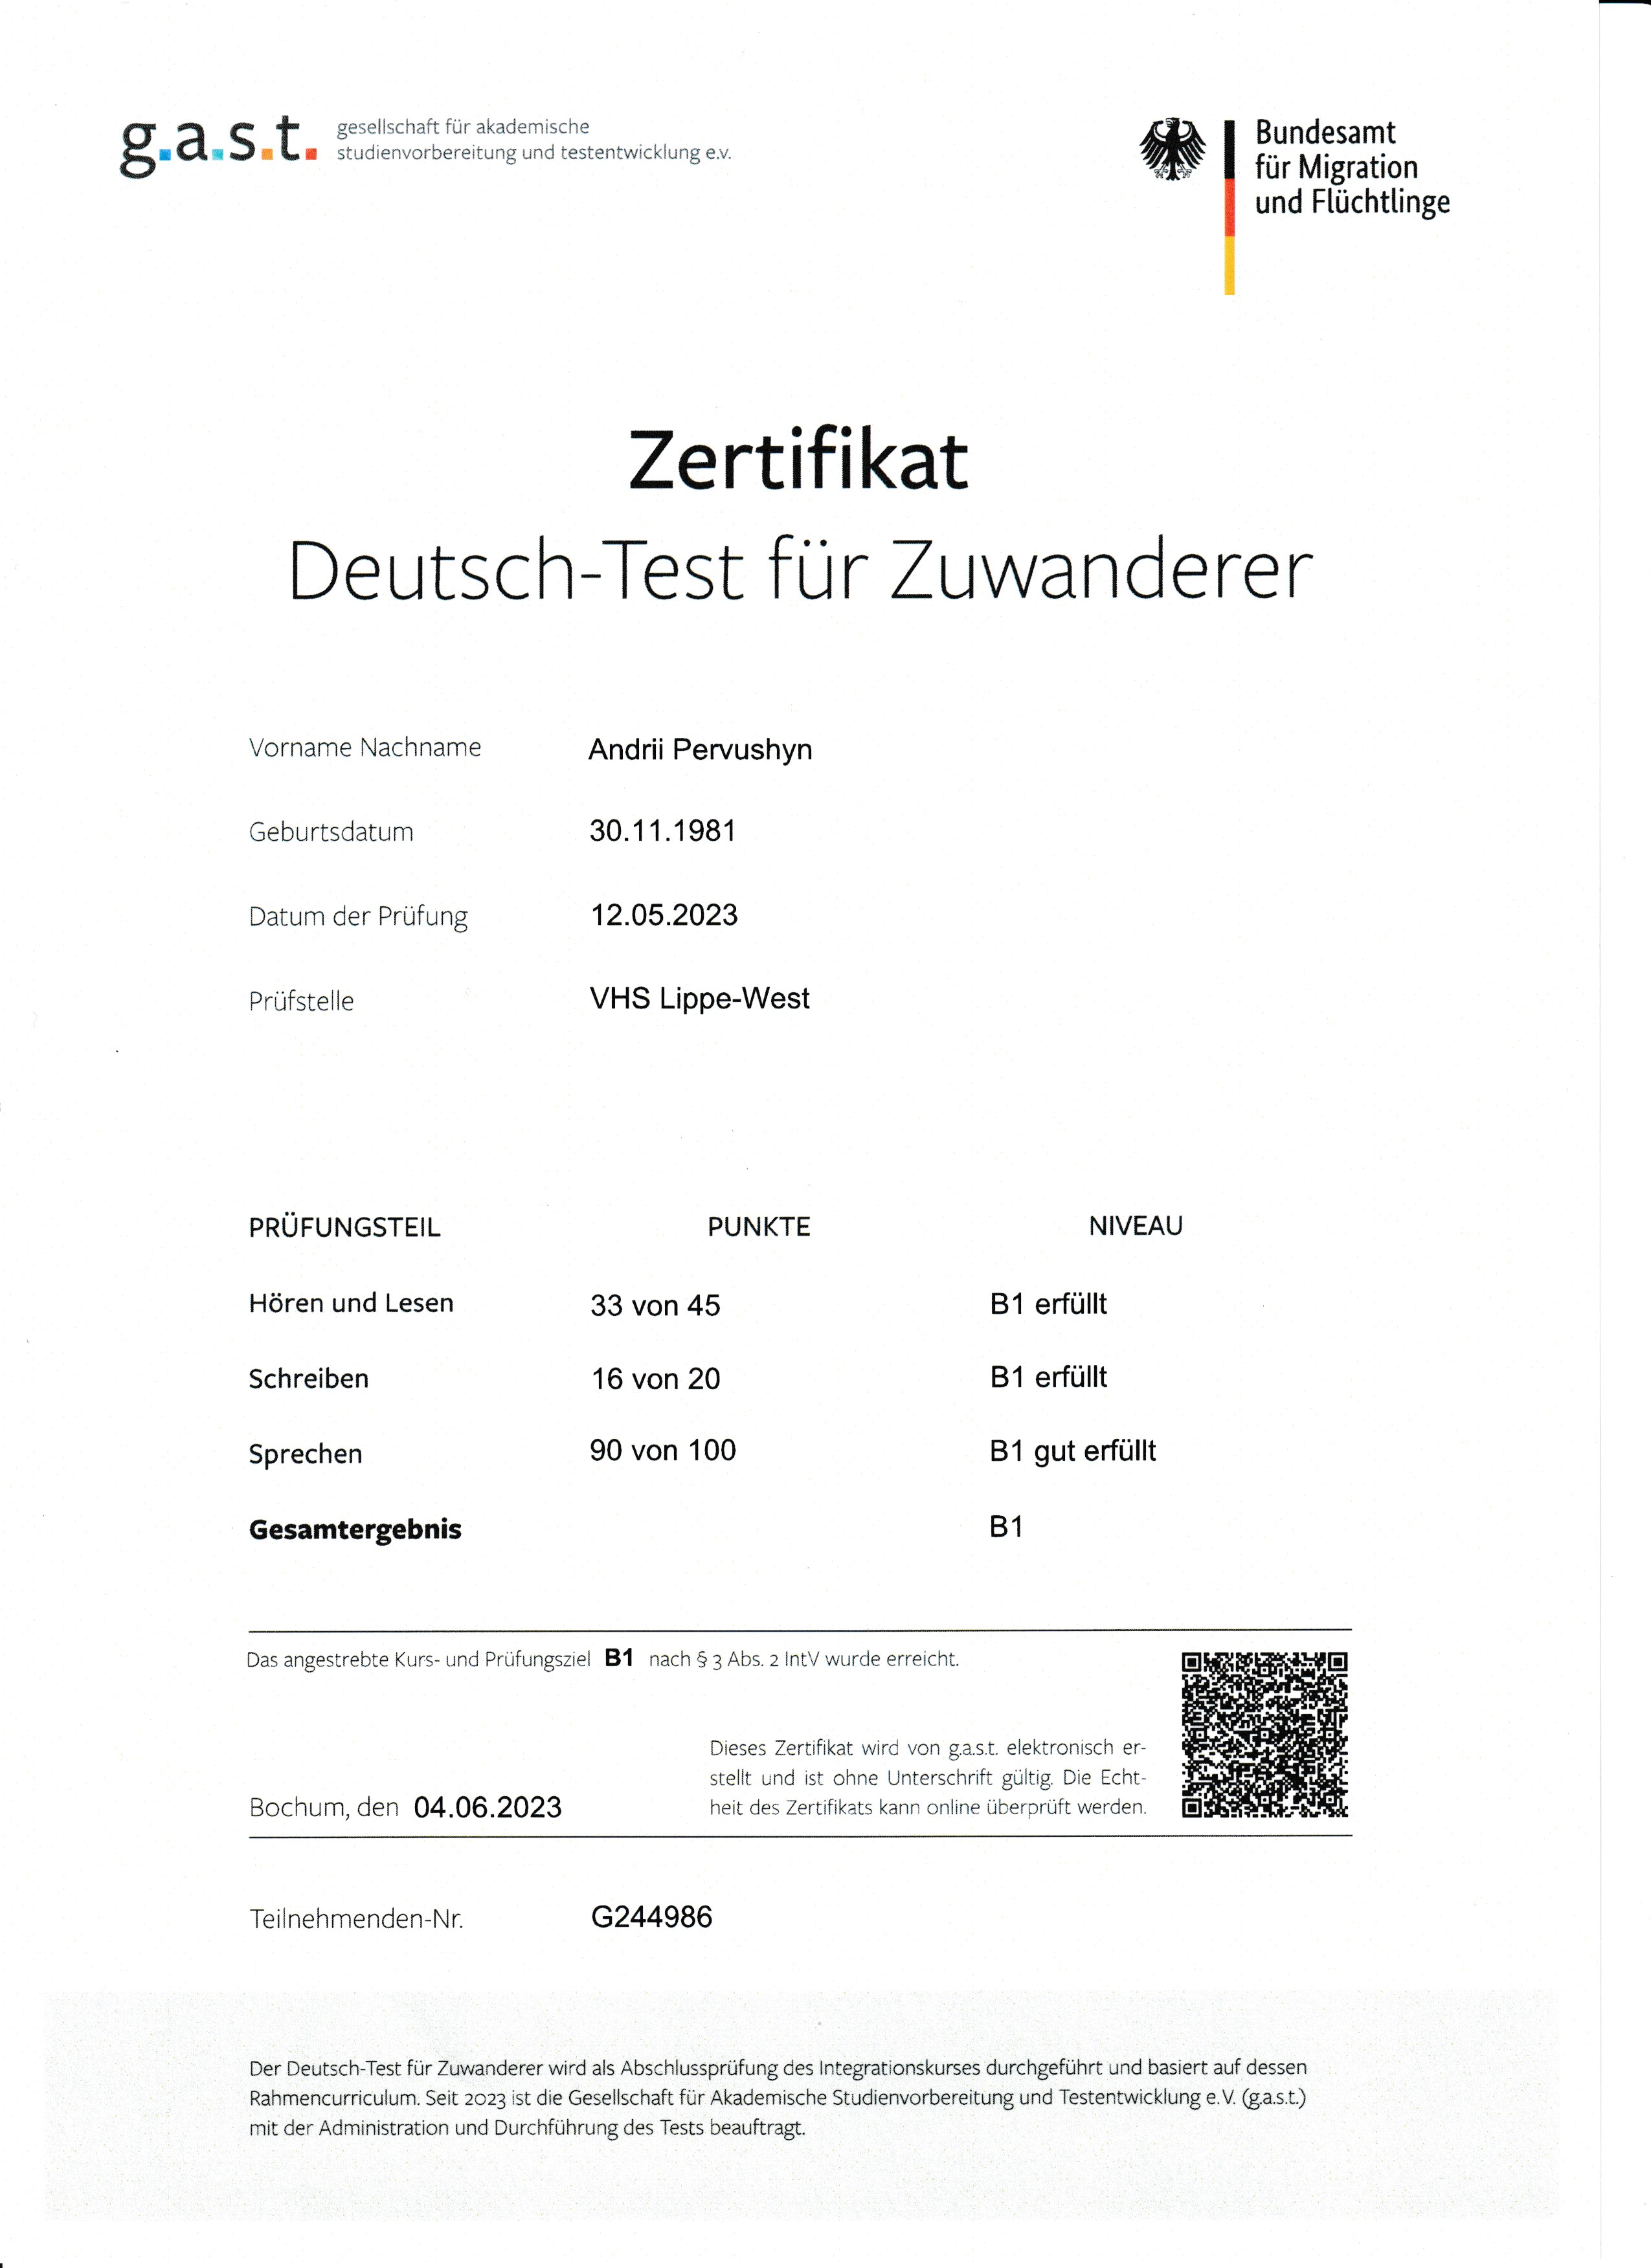 g.a.s.t. gesellschaft für akademische
studienvorbereitung und testentwicklung e.v.
Bundesamt
für Migration
und Flüchtlinge
Zertifikat
Deutsch-Test für Zuwanderer
Vorname Nachname Andrii Pervushyn
Geburtsdatum 30.11.1981
Datum der Prüfung 12.05.2023
Prüfstelle VHS Lippe-West
PRÜFUNGSTEIL PUNKTE NIVEAU
Hören und Lesen 33 von 45 B1 erfüllt
Schreiben 16 von 20 B1 erfüllt
Sprechen 90 von 100 B1 gut erfüllt
Gesamtergebnis B1
Das angestrebte Kurs- und Prüfungsziel B1 nach § 3 Abs. 2 IntV wurde erreicht.
Dieses Zertifikat wird von g.a.s.t. elektronisch er-
stellt und ist ohne Unterschrift gültig. Die Echt-
heit des Zertifikats kann online überprüft werden.
Bochum, den 04.06.2023
Teilnehmenden-Nr. G244986
Der Deutsch-Test für Zuwanderer wird als Abschlussprüfung des Integrationskurses durchgeführt und basiert auf dessen
Rahmencurriculum. Seit 2023 ist die Gesellschaft für Akademische Studienvorbereitung und Testentwicklung e.V. (g.a.s.t.)
mit der Administration und Durchführung des Tests beauftragt.